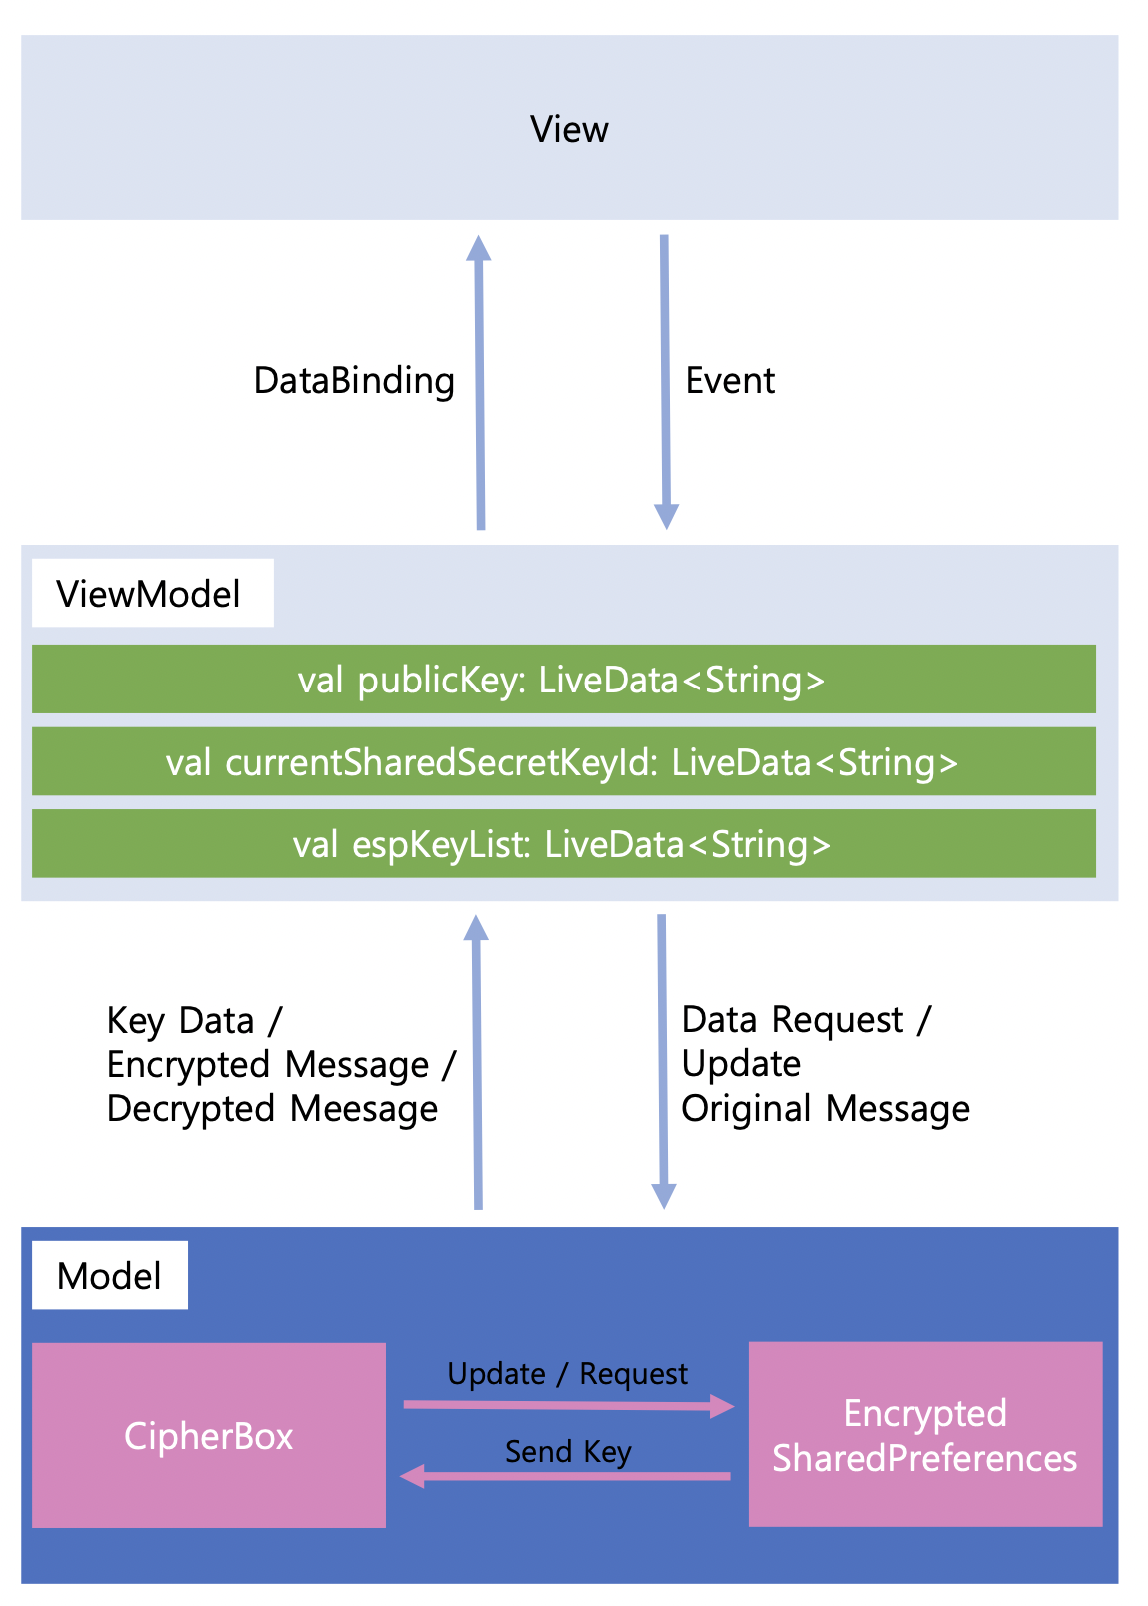 View
DataBinding
Event
ViewModel
val publicKey: LiveData<String>
val currentSharedSecretKeyId: LiveData<String>
val espKeyList: LiveData<String>
Key Data /
Encrypted Message /
Decrypted Meesage
Data Request /
Update
Original Message
Model
CipherBox
Update / Request
Send Key
Encrypted
SharedPreferences